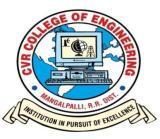 CVR COLLEGE OF ENGINEERING
MANGALPALLI, R.R. DIST.
INSTITUTION IN PURSUIT OF EXCELLENCE